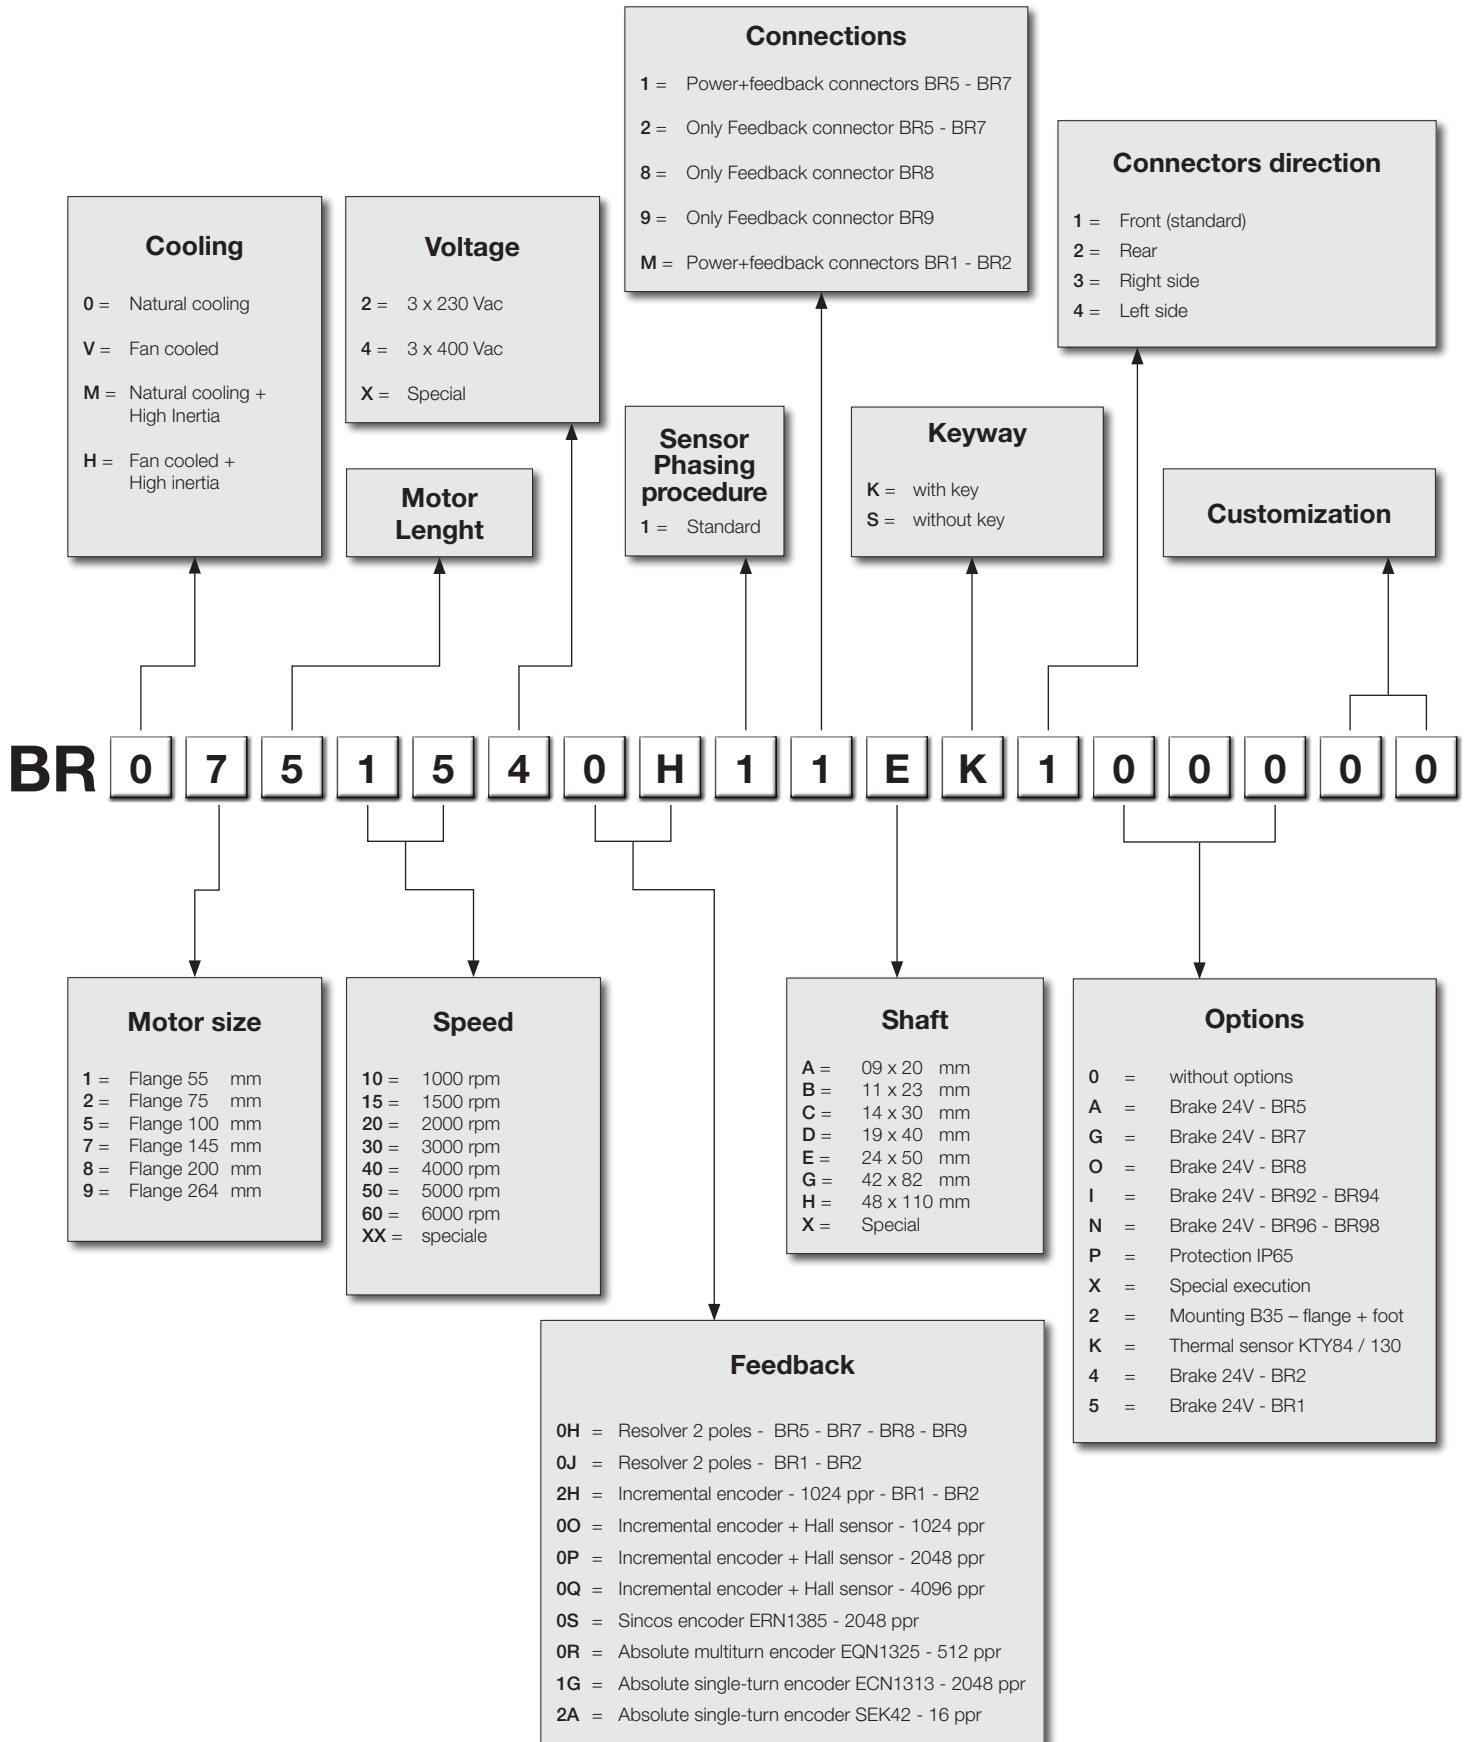 Connections
1 = Power+feedback connectors BR5 - BR7
2 = Only Feedback connector BR5 - BR7
8 = Only Feedback connector BR8
9 = Only Feedback connector BR9
M = Power+feedback connectors BR1 - BR2
Connectors direction
1 = Front (standard)
2 = Rear
3 = Right side
4 = Left side
Cooling
0 = Natural cooling
V = Fan cooled
M = Natural cooling +
High Inertia
H = Fan cooled +
High inertia
Voltage
2 = 3 x 230 Vac
4 = 3 x 400 Vac
X = Special
Motor
Lenght
Sensor
Phasing
procedure
1 = Standard
Keyway
K = with key
S = without key
Customization
BR 0 7 5 1 5 4 0 H 1 1 E K 1 0 0 0 0 0
Motor size
1 = Flange 55 mm
2 = Flange 75 mm
5 = Flange 100 mm
7 = Flange 145 mm
8 = Flange 200 mm
9 = Flange 264 mm
Speed
10 = 1000 rpm
15 = 1500 rpm
20 = 2000 rpm
30 = 3000 rpm
40 = 4000 rpm
50 = 5000 rpm
60 = 6000 rpm
XX = speciale
Shaft
A = 09 x 20 mm
B = 11 x 23 mm
C = 14 x 30 mm
D = 19 x 40 mm
E = 24 x 50 mm
G = 42 x 82 mm
H = 48 x 110 mm
X = Special
Options
0 = without options
A = Brake 24V - BR5
G = Brake 24V - BR7
O = Brake 24V - BR8
I = Brake 24V - BR92 - BR94
N = Brake 24V - BR96 - BR98
P = Protection IP65
X = Special execution
2 = Mounting B35 – flange + foot
K = Thermal sensor KTY84 / 130
4 = Brake 24V - BR2
5 = Brake 24V - BR1
Feedback
0H = Resolver 2 poles - BR5 - BR7 - BR8 - BR9
0J = Resolver 2 poles - BR1 - BR2
2H = Incremental encoder - 1024 ppr - BR1 - BR2
0O = Incremental encoder + Hall sensor - 1024 ppr
0P = Incremental encoder + Hall sensor - 2048 ppr
0Q = Incremental encoder + Hall sensor - 4096 ppr
0S = Sincos encoder ERN1385 - 2048 ppr
0R = Absolute multiturn encoder EQN1325 - 512 ppr
1G = Absolute single-turn encoder ECN1313 - 2048 ppr
2A = Absolute single-turn encoder SEK42 - 16 ppr